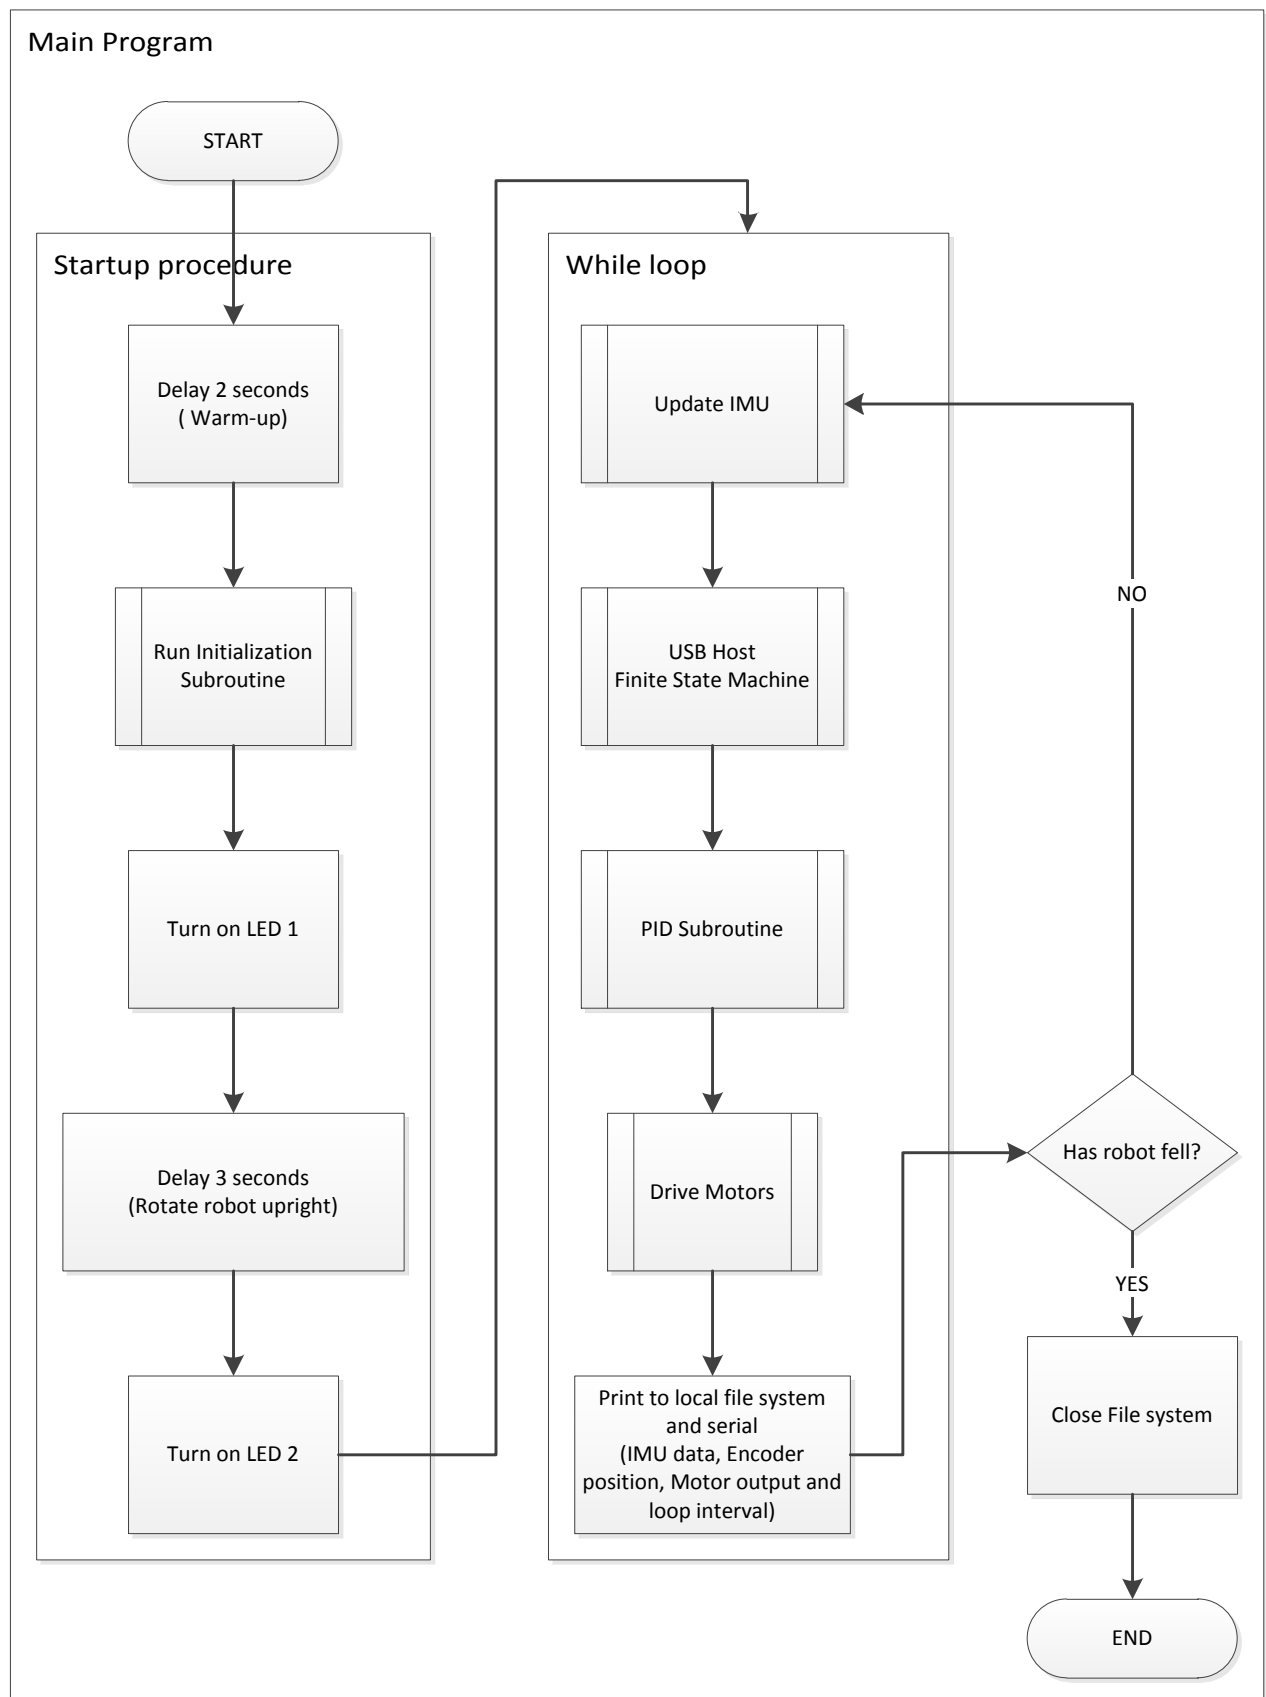 Main Program
START
Startup procedure
Delay 2 seconds
( Warm-up)
Run Initialization
Subroutine
Turn on LED 1
Delay 3 seconds
(Rotate robot upright)
Turn on LED 2
While loop
Update IMU
USB Host
Finite State Machine
PID Subroutine
Drive Motors
Print to local file system
and serial
(IMU data, Encoder
position, Motor output and
loop interval)
Has robot fell?
NO
YES
Close File system
END